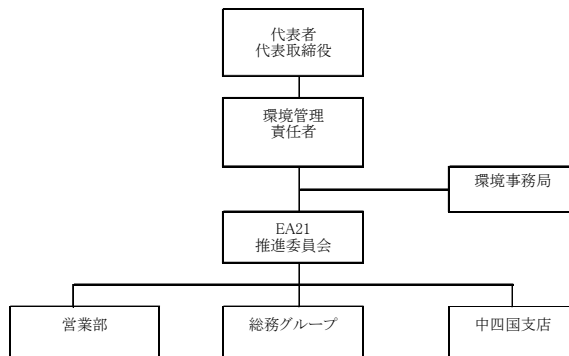 代表者
代表取締役
環境管理
責任者
環境事務局
EA21
推進委員会
営業部
総務グループ
中四国支店